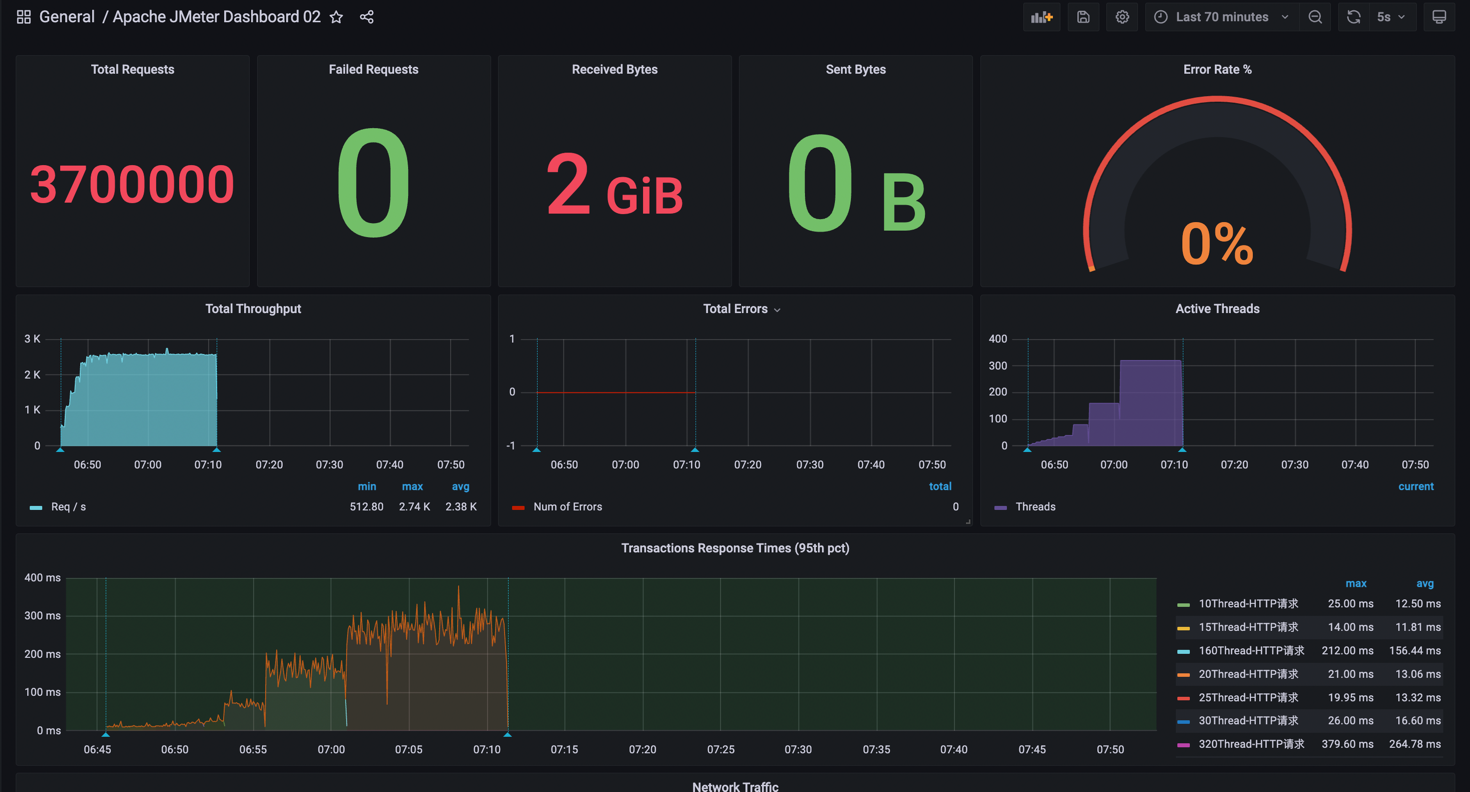 General / Apache JMeter Dashboard 02
Last 70 minutes
5s
Total Requests
3700000
Failed Requests
0
Received Bytes
2 GiB
Sent Bytes
0 B
Error Rate %
0%
Total Throughput
3 K
2 K
1 K
0
06:50 07:00 07:10 07:20 07:30 07:40 07:50
min max avg
Req / s 512.80 2.74 K 2.38 K
Total Errors
1
0
-1
06:50 07:00 07:10 07:20 07:30 07:40 07:50
total
Num of Errors 0
Active Threads
400
300
200
100
0
06:50 07:00 07:10 07:20 07:30 07:40 07:50
current
Threads
Transactions Response Times (95th pct)
400 ms
300 ms
200 ms
100 ms
0 ms
06:45 06:50 06:55 07:00 07:05 07:10 07:15 07:20 07:25 07:30 07:35 07:40 07:45 07:50
max avg
10Thread-HTTP请求 25.00 ms 12.50 ms
15Thread-HTTP请求 14.00 ms 11.81 ms
160Thread-HTTP请求 212.00 ms 156.44 ms
20Thread-HTTP请求 21.00 ms 13.06 ms
25Thread-HTTP请求 19.95 ms 13.32 ms
30Thread-HTTP请求 26.00 ms 16.60 ms
320Thread-HTTP请求 379.60 ms 264.78 ms
Network Traffic